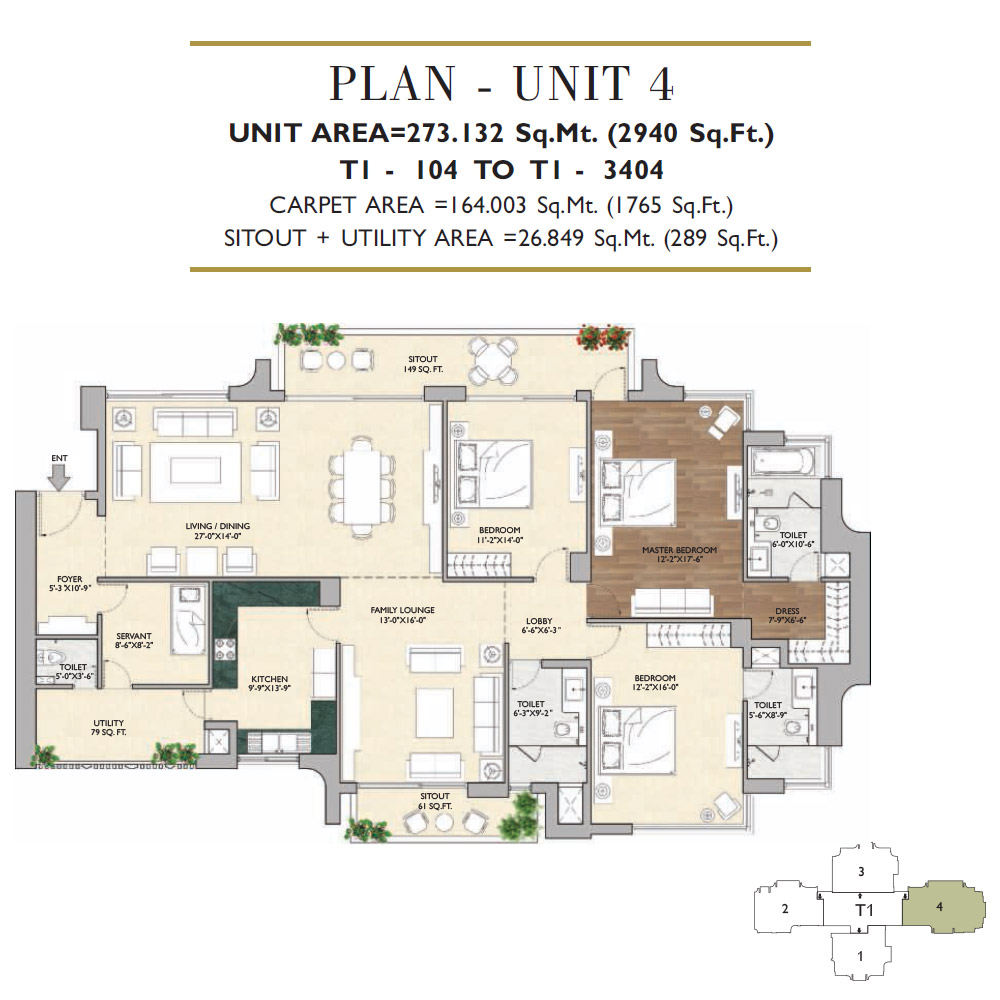 PLAN - UNIT 4
UNIT AREA=273.132 Sq.Mt. (2940 Sq.Ft.)
T1 - 104 TO T1 - 3404
CARPET AREA =164.003 Sq.Mt. (1765 Sq.Ft.)
SITOUT + UTILITY AREA =26.849 Sq.Mt. (289 Sq.Ft.)
SITOUT
149 SQ. FT.
ENT
LIVING / DINING
27'-0"X14'-0"
BEDROOM
11'-2"X14'-0"
MASTER BEDROOM
12'-2"X17'-6"
TOILET
6'-0"X10'-6"
FOYER
5'-3 X10'-9"
SERVANT
8'-6"X8'-2"
FAMILY LOUNGE
13'-0"X16'-0"
LOBBY
6'-6"X6'-3"
DRESS
7'-9"X6'-6"
TOILET
5'-0"X3'-6"
KITCHEN
9'-9"X13'-9"
BEDROOM
12'-2"X16'-0"
TOILET
6'-3"X9'-2"
TOILET
5'-6"X8'-9"
UTILITY
79 SQ. FT.
SITOUT
61 SQ.FT.
3
2
T1
4
1